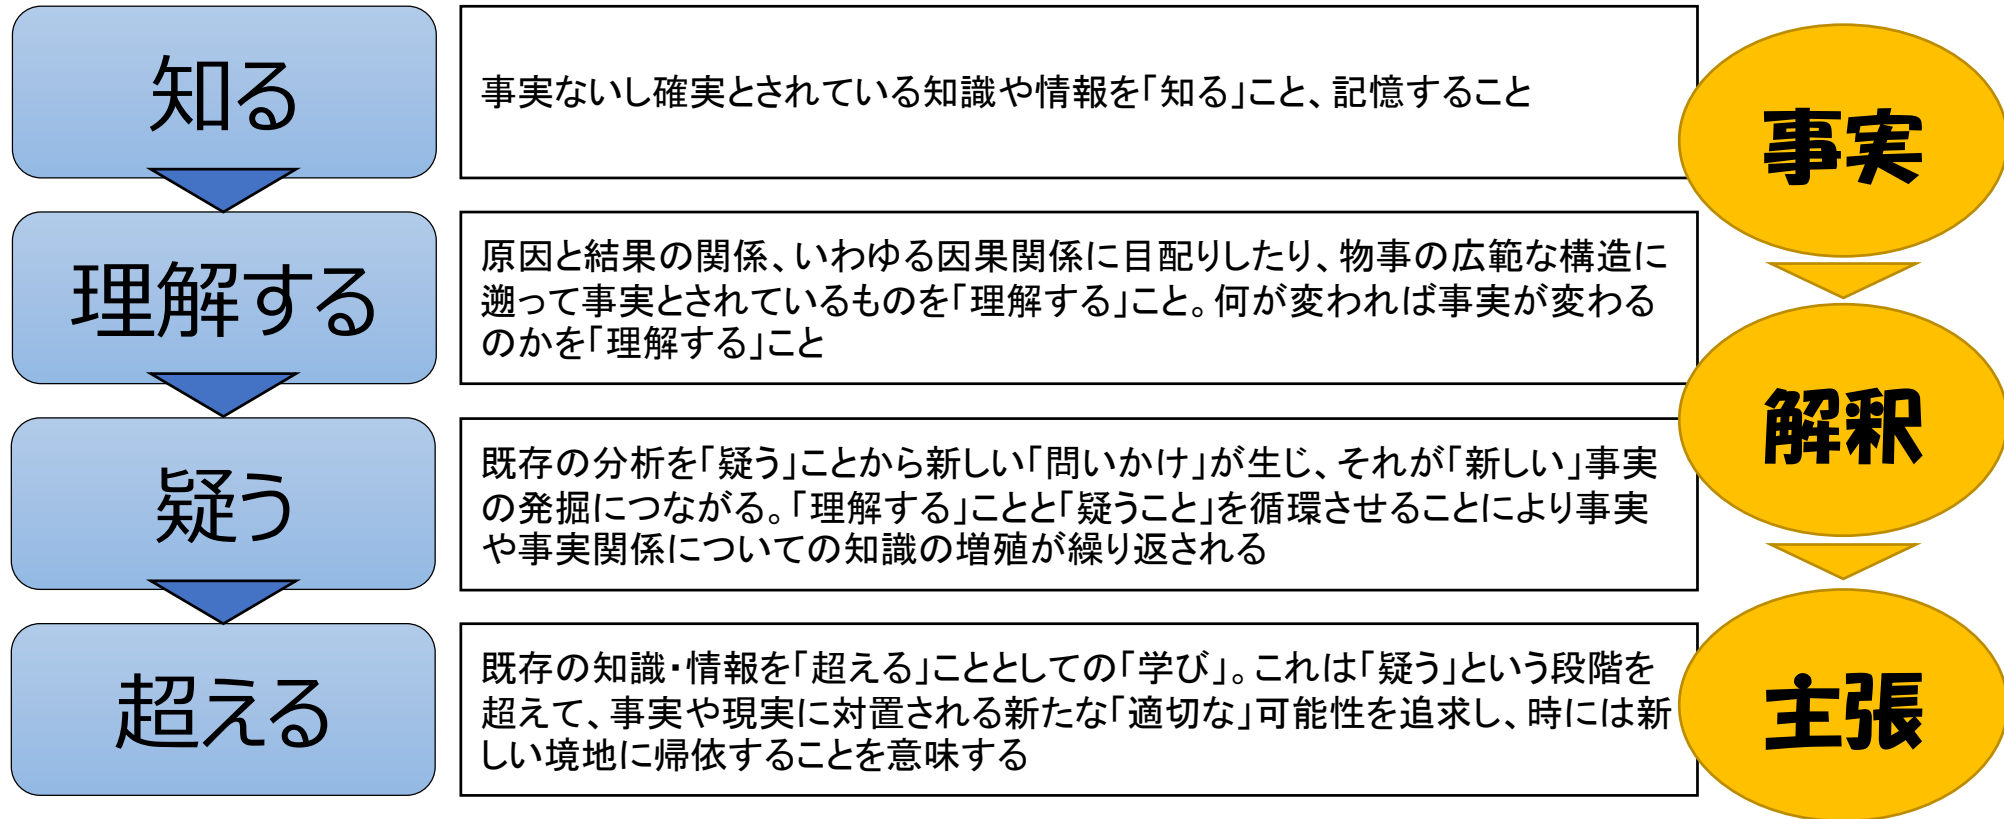 知る
事実ないし確実とされている知識や情報を「知る」こと、記憶すること
事実
理解する
原因と結果の関係、いわゆる因果関係に目配りしたり、物事の広範な構造に
遡って事実とされているものを「理解する」こと。何が変われば事実が変わる
のかを「理解する」こと
解釈
疑う
既存の分析を「疑う」ことから新しい「問いかけ」が生じ、それが「新しい」事実
の発掘につながる。「理解する」ことと「疑うこと」を循環させることにより事実
や事実関係についての知識の増殖が繰り返される
超える
既存の知識・情報を「超える」こととしての「学び」。これは「疑う」という段階を
超えて、事実や現実に対置される新たな「適切な」可能性を追求し、時には新
しい境地に帰依することを意味する
主張